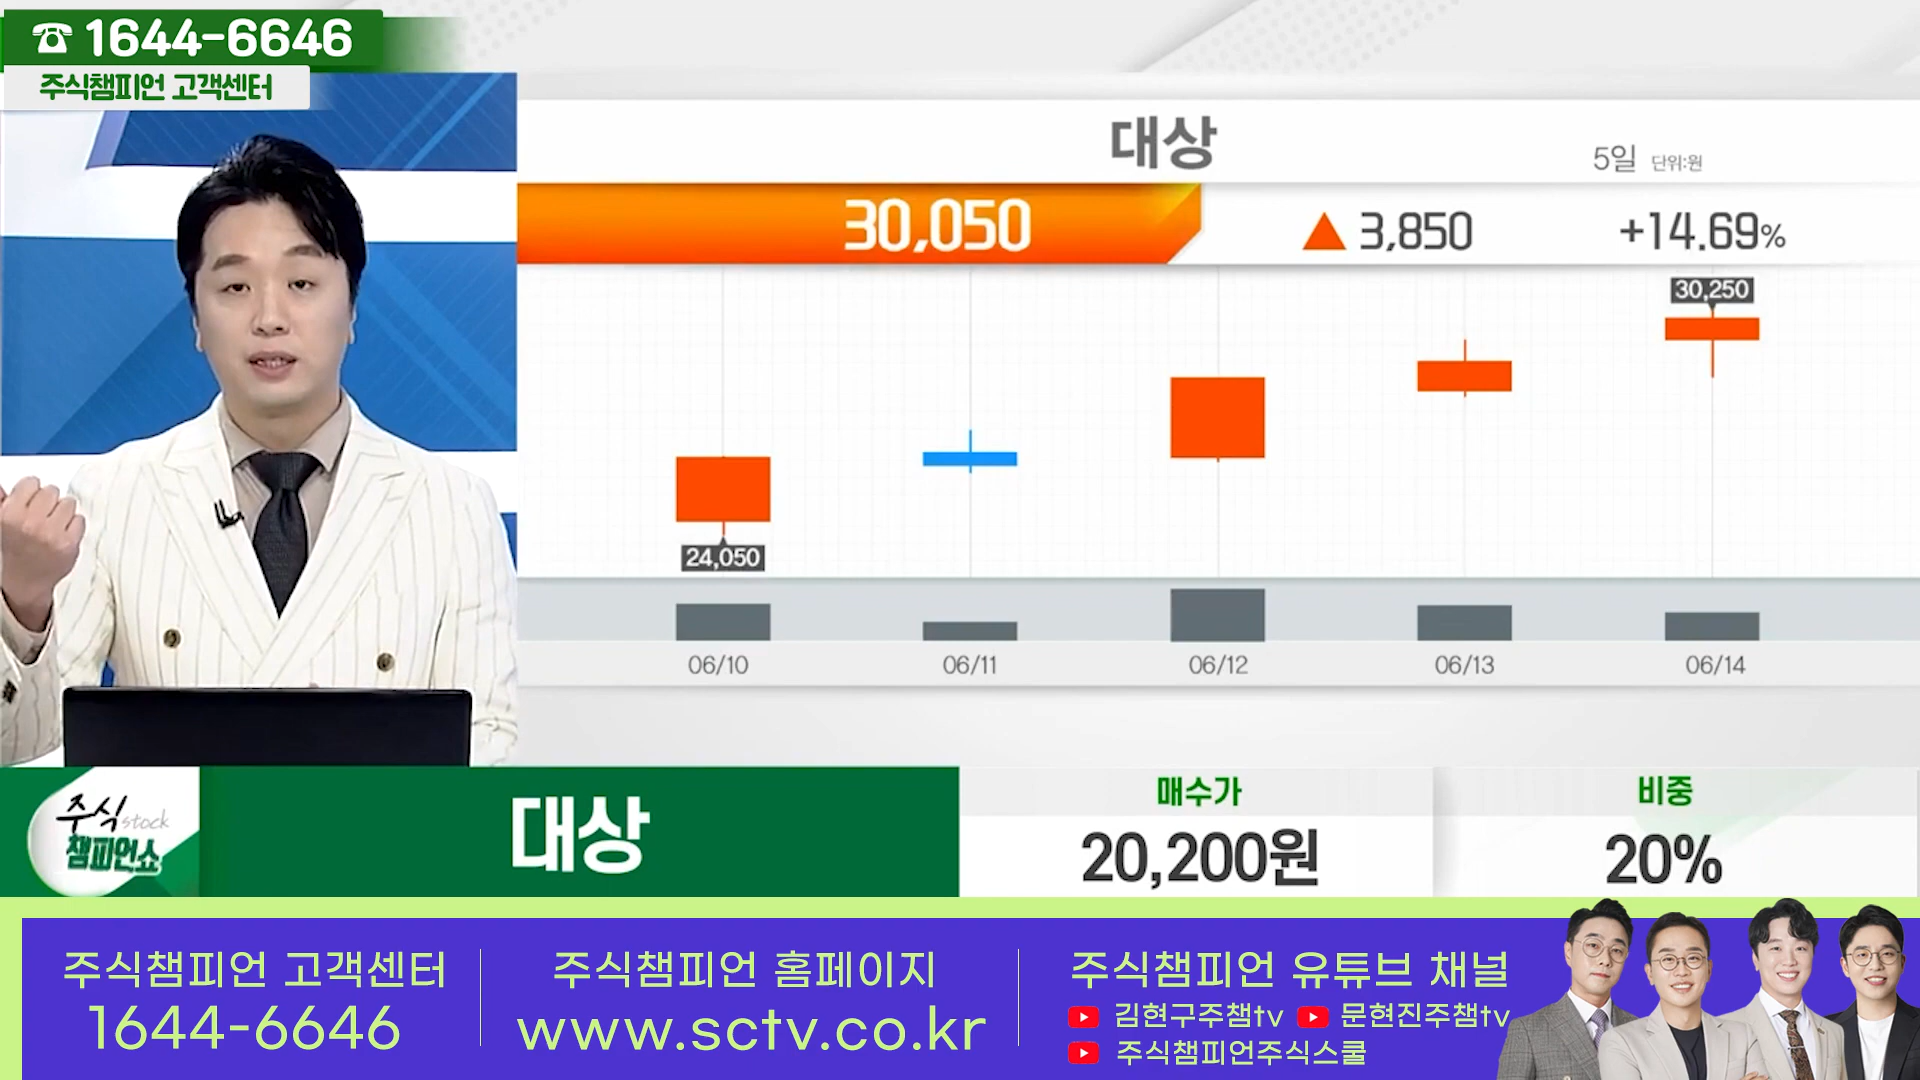 ☎ 1644-6646
주식챔피언 고객센터
대상
5일 단위:원
30,050 ▲ 3,850 +14.69%
30,250
24,050
06/10 06/11 06/12 06/13 06/14
주식 stock
챔피언쇼
대상
매수가
20,200원
비중
20%
주식챔피언 고객센터
1644-6646
주식챔피언 홈페이지
www.sctv.co.kr
주식챔피언 유튜브 채널
김현구주챔tv 문현진주챔tv
주식챔피언주식스쿨